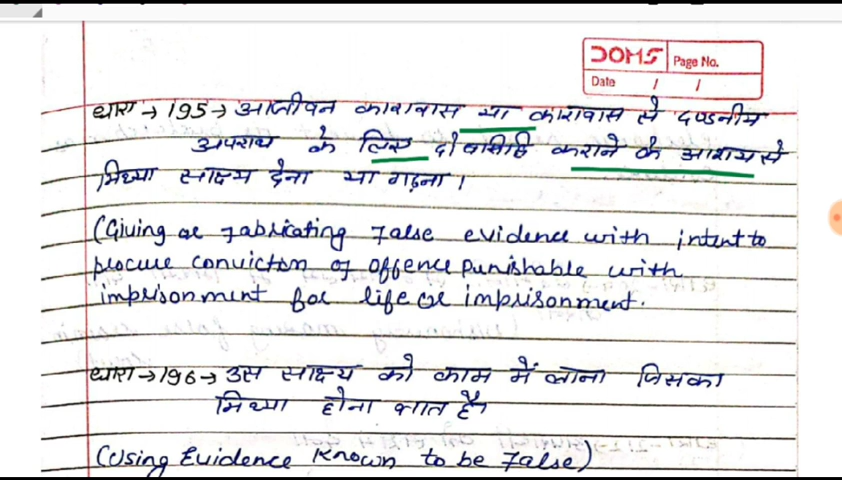 DOMS Page No.
Date / /
धारा → 195 → आजीवन कारावास या कारावास से दण्डनीय
अपराध के लिए दोषसिद्धि कराने के आशय से
मिथ्या साक्ष्य देना या गढ़ना।
(Giving or Fabricating False evidence with intent to
procure conviction of offence punishable with
imprisonment for life or imprisonment.
धारा → 196 → उस साक्ष्य को काम में लाना जिसका
मिथ्या होना ज्ञात है।
(Using Evidence Known to be False)